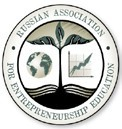 RUSSIAN ASSOCIATION
FOR ENTREPRENEURSHIP EDUCATION